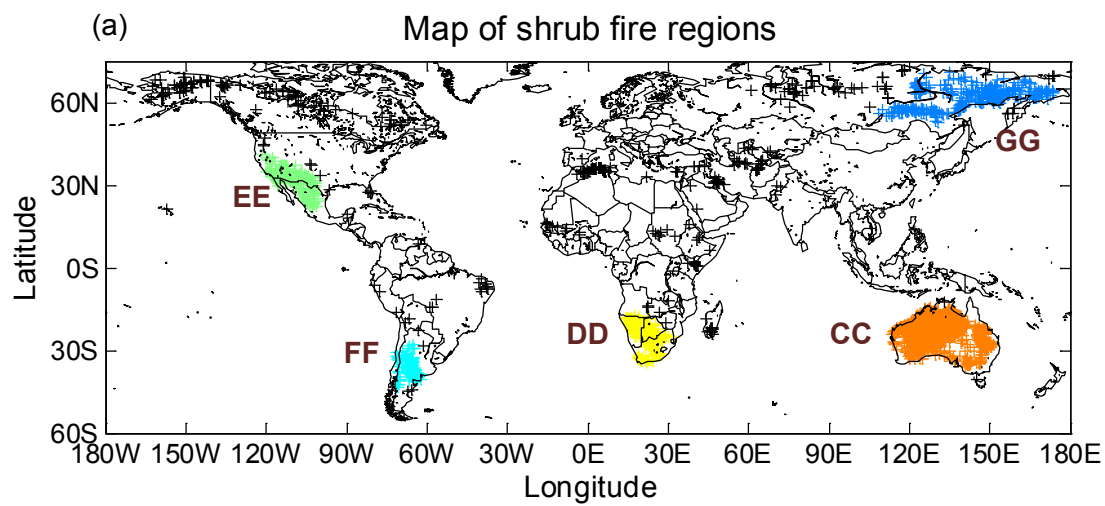 (a)
Map of shrub fire regions
60N
GG
30N
EE
Latitude
0S
DD
CC
FF
30S
60S
180W 150W 120W 90W 60W 30W 0E 30E 60E 90E 120E 150E 180E
Longitude